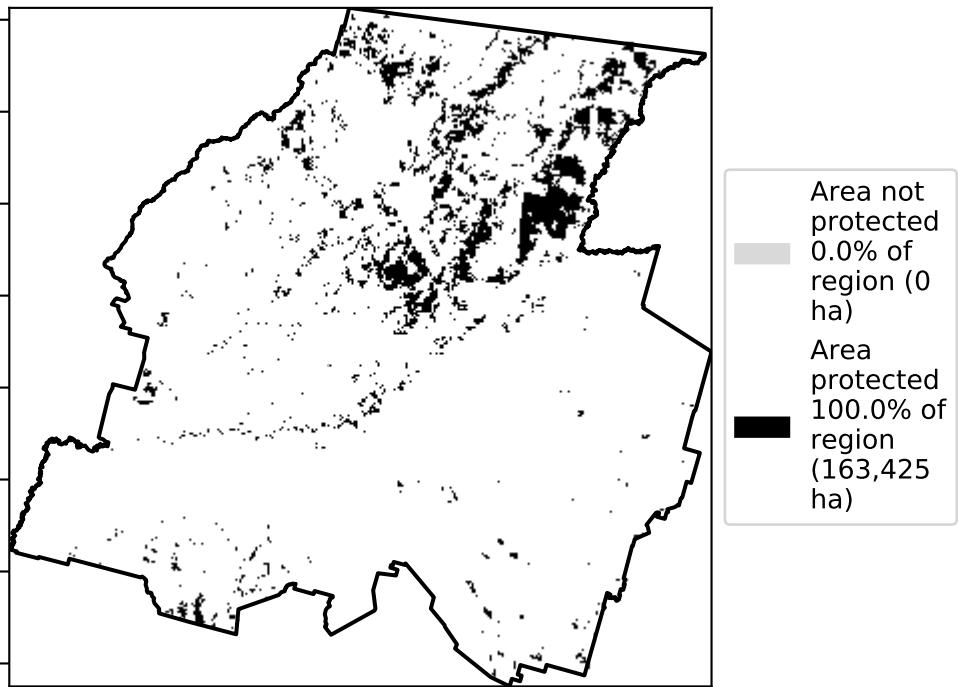 Area not
protected
0.0% of
region (0
ha)
Area
protected
100.0% of
region
(163,425
ha)